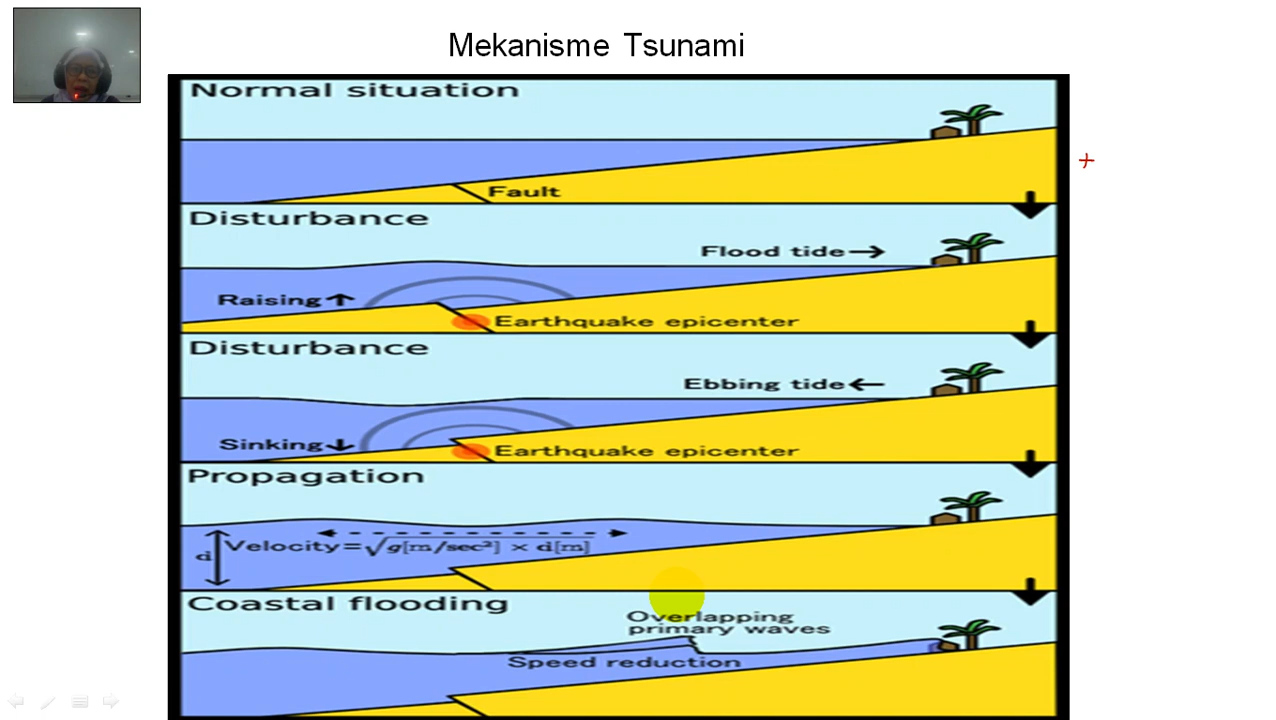 Mekanisme Tsunami
Normal situation
Fault
Disturbance
Flood tide→
Raising↑
Earthquake epicenter
Disturbance
Ebbing tide←
Sinking↓
Earthquake epicenter
Propagation
d
Velocity=√g[m/sec²] × d[m]
Coastal flooding
Overlapping
primary waves
Speed reduction